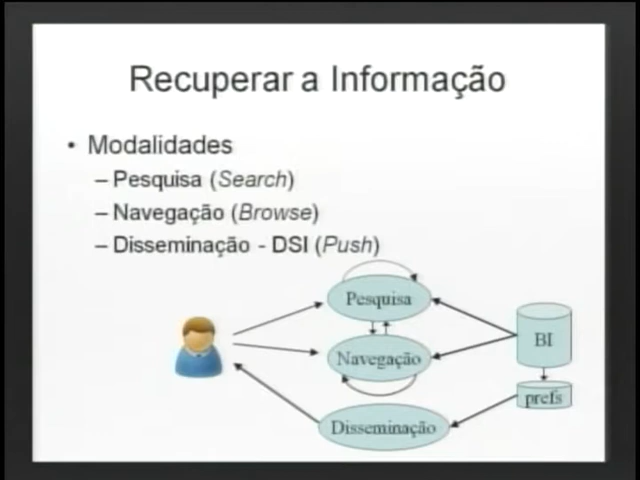 Recuperar a Informação
• Modalidades
– Pesquisa (Search)
– Navegação (Browse)
– Disseminação - DSI (Push)
Pesquisa
BI
Navegação
prefs
Disseminação